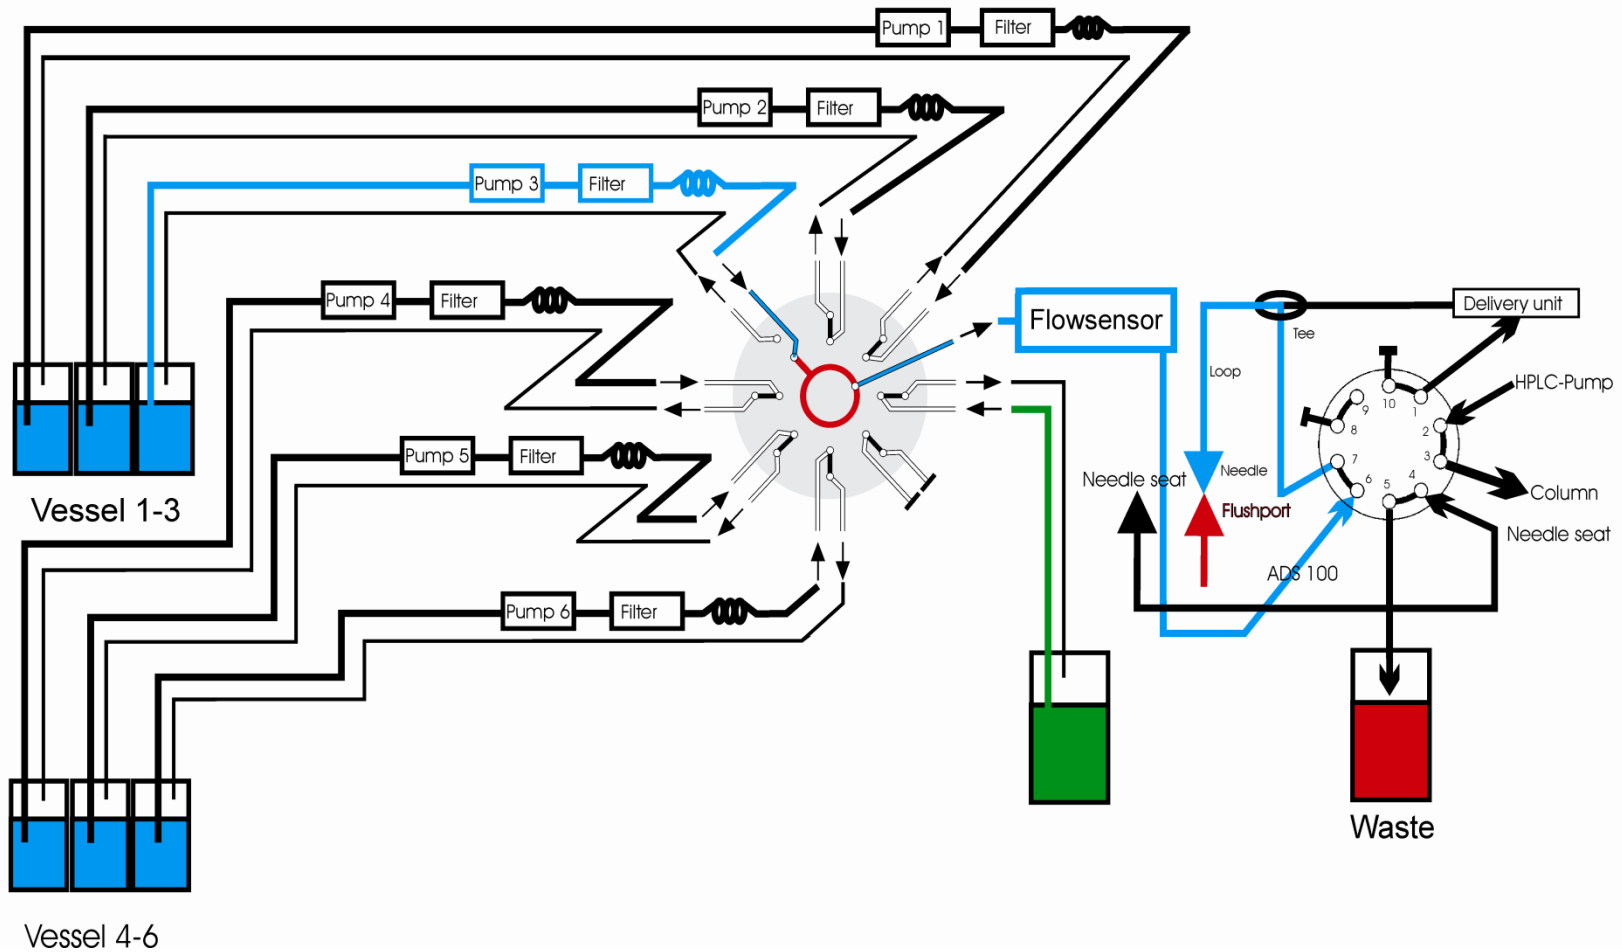 Pump 1
Filter
Pump 2
Filter
Pump 3
Filter
Pump 4
Filter
Flowsensor
Delivery unit
Tee
Loop
HPLC-Pump
10
1
9
2
8
3
7
4
6
5
Needle seat
Needle
Flushport
Column
Needle seat
Pump 5
Filter
Vessel 1-3
ADS 100
Pump 6
Filter
Waste
Vessel 4-6